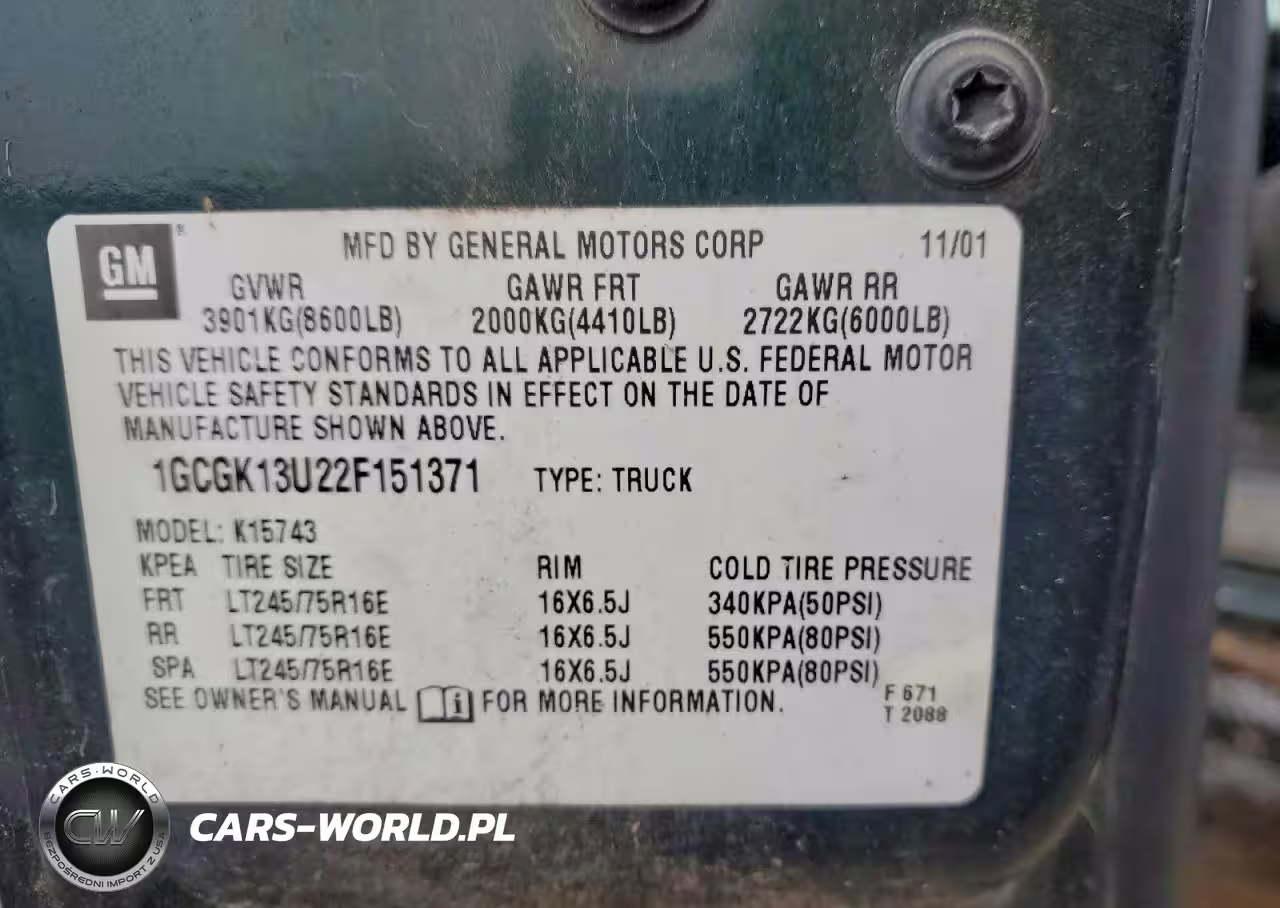 GM
MFD BY GENERAL MOTORS CORP 11/01
GVWR GAWR FRT GAWR RR
3901KG(8600LB) 2000KG(4410LB) 2722KG(6000LB)
THIS VEHICLE CONFORMS TO ALL APPLICABLE U.S. FEDERAL MOTOR
VEHICLE SAFETY STANDARDS IN EFFECT ON THE DATE OF
MANUFACTURE SHOWN ABOVE.
1GCGK13U22F151371 TYPE: TRUCK
MODEL: K15743
KPEA TIRE SIZE RIM COLD TIRE PRESSURE
FRT LT245/75R16E 16X6.5J 340KPA(50PSI)
RR LT245/75R16E 16X6.5J 550KPA(80PSI)
SPA LT245/75R16E 16X6.5J 550KPA(80PSI)
SEE OWNER'S MANUAL FOR MORE INFORMATION.
F 671
T 2088
CARS-WORLD
CW
BEZPOŚREDNI IMPORT Z USA
CARS-WORLD.PL